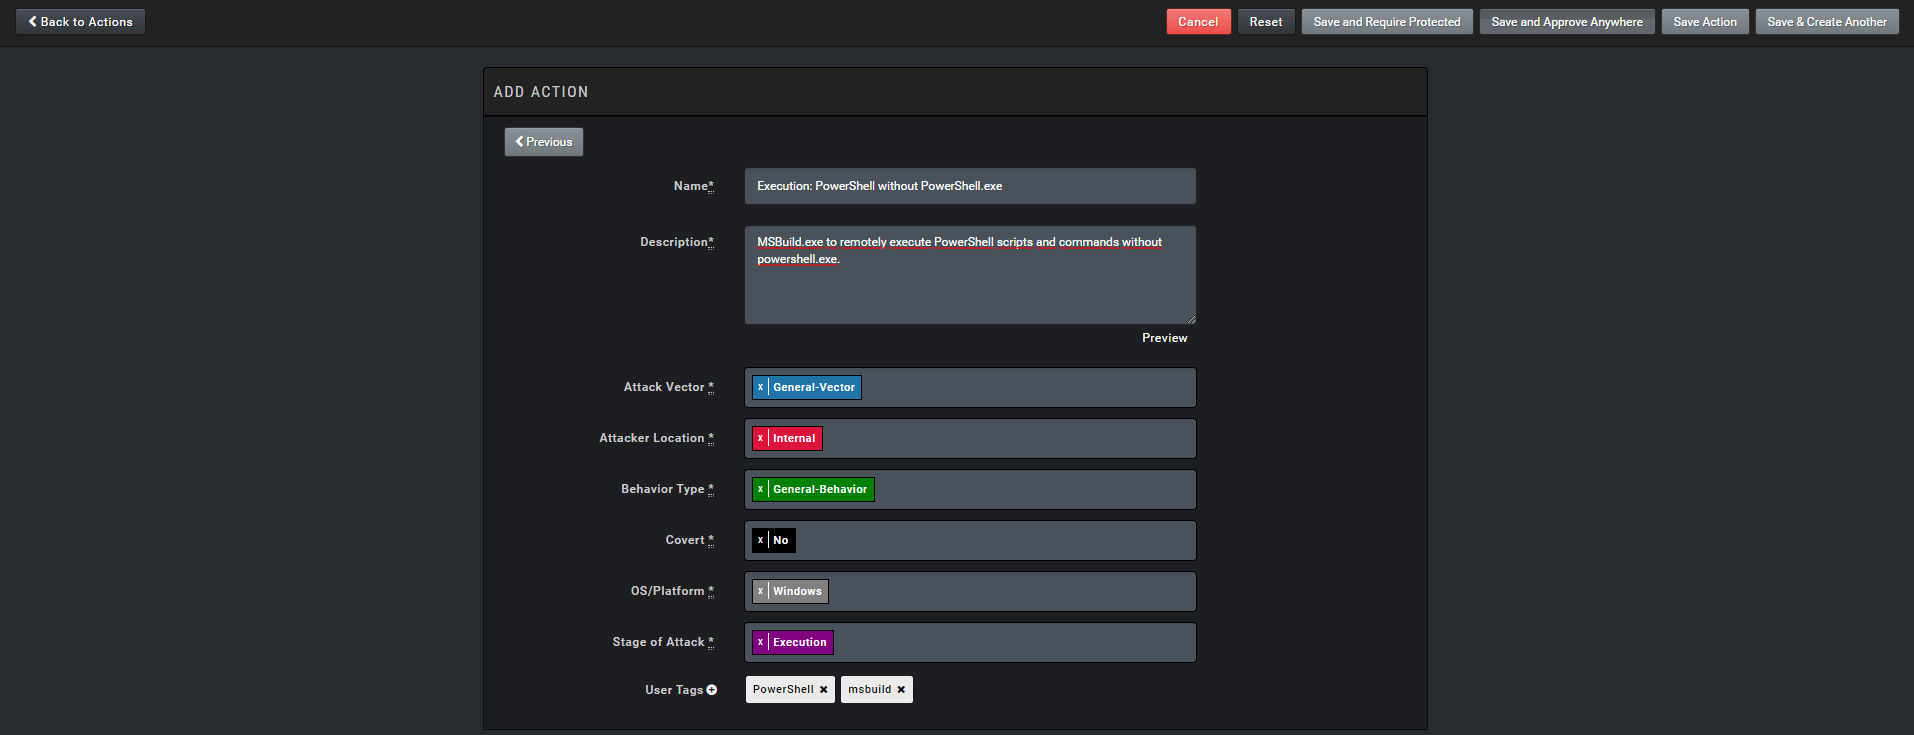 Back to Actions
Cancel Reset Save and Require Protected Save and Approve Anywhere Save Action Save & Create Another
ADD ACTION
Previous
Name* Execution: PowerShell without PowerShell.exe
Description* MSBuild.exe to remotely execute PowerShell scripts and commands without
powershell.exe.
Preview
Attack Vector * x General-Vector
Attacker Location * x Internal
Behavior Type * x General-Behavior
Covert * x No
OS/Platform * x Windows
Stage of Attack * x Execution
User Tags PowerShell × msbuild ×